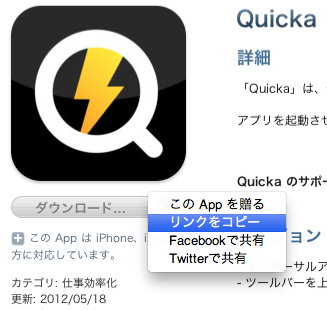 Quicka
詳細
「Quicka」は、
アプリを起動さ
Quicka のサポー
ダウンロード...
この App を贈る
リンクをコピー
Facebookで共有
Twitterで共有
この App は iPhone、
方に対応しています。
ション
カテゴリ: 仕事効率化
ーサルア
更新: 2012/05/18
- ツールバーを上